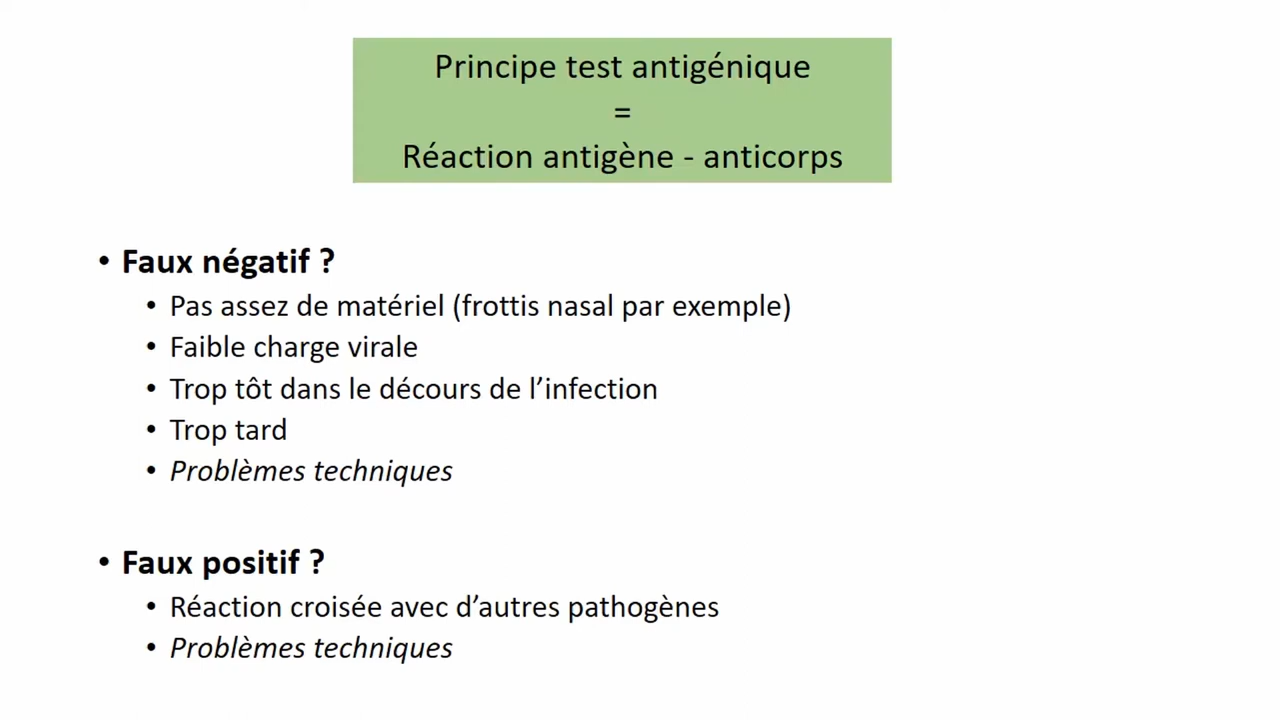 Principe test antigénique
=
Réaction antigène - anticorps
• Faux négatif ?
• Pas assez de matériel (frottis nasal par exemple)
• Faible charge virale
• Trop tôt dans le décours de l’infection
• Trop tard
• Problèmes techniques
• Faux positif ?
• Réaction croisée avec d’autres pathogènes
• Problèmes techniques